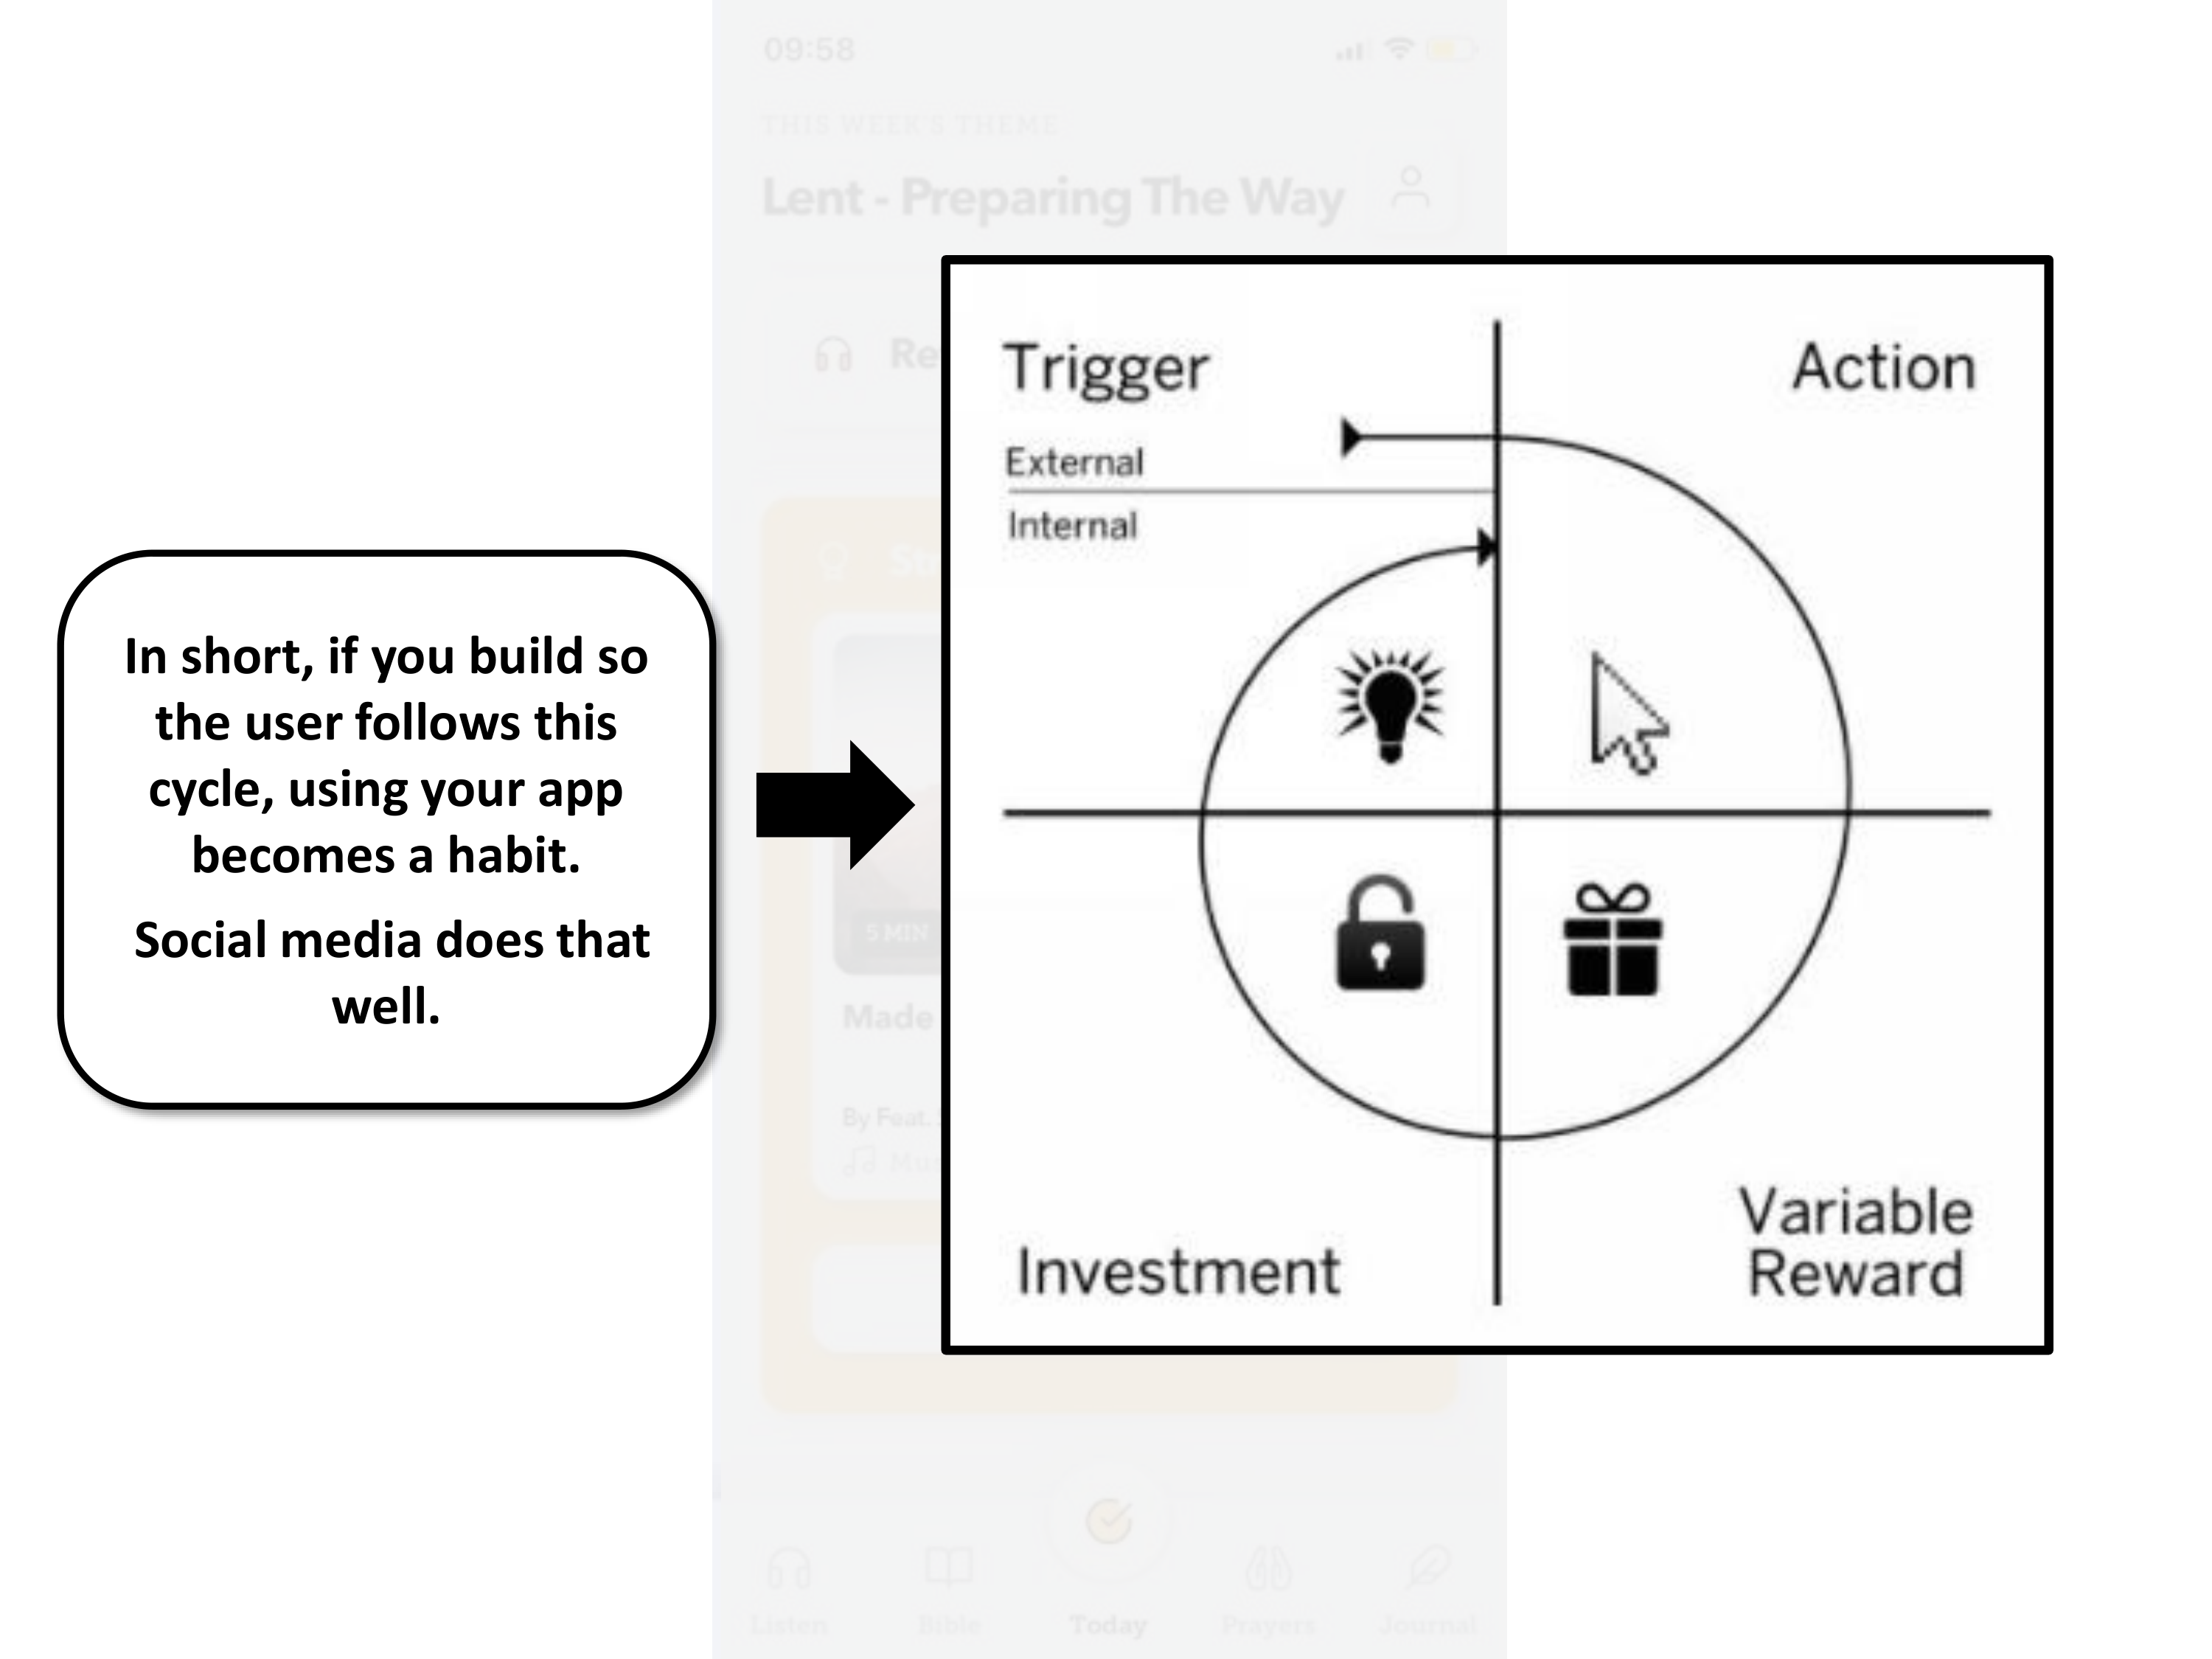 09:58
THIS WEEK'S THEME
Lent - Preparing The Way
Re
Trigger
Action
External
Internal
In short, if you build so
the user follows this
cycle, using your app
becomes a habit.
Social media does that
well.
5 MIN
Made
By Feat.
Investment
Variable
Reward
Listen
Bible
Today
Prayers
Journal